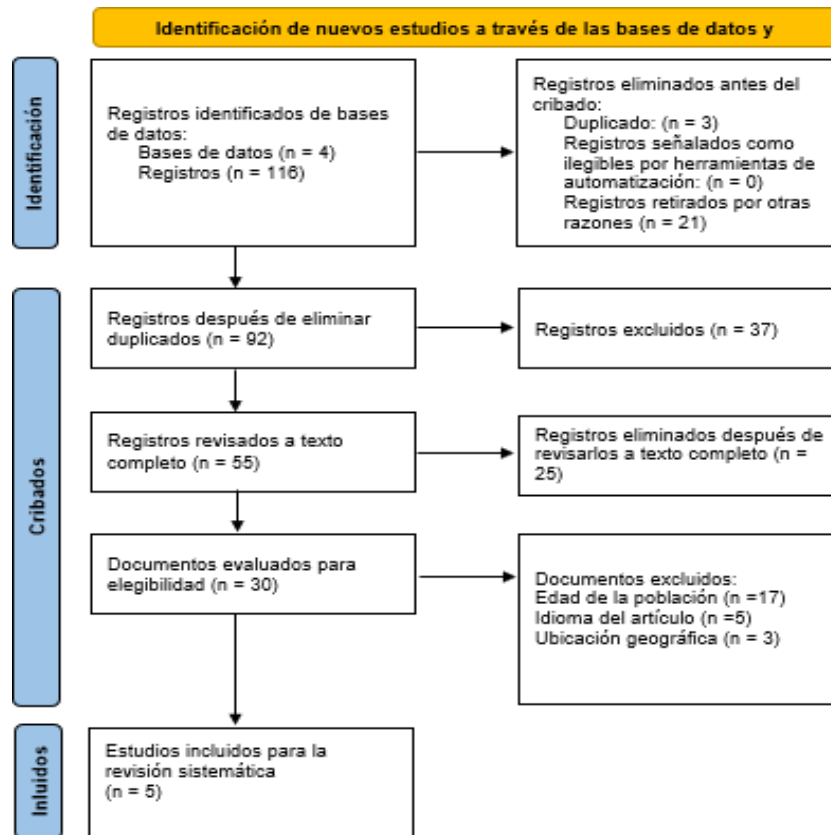 Identificación de nuevos estudios a través de las bases de datos y
Identificación
Registros identificados de bases
de datos:
Bases de datos (n = 4)
Registros (n = 116)
Registros eliminados antes del
cribado:
Duplicado: (n = 3)
Registros señalados como
ilegibles por herramientas de
automatización: (n = 0)
Registros retirados por otras
razones (n = 21)
Cribados
Registros después de eliminar
duplicados (n = 92)
Registros excluidos (n = 37)
Registros revisados a texto
completo (n = 55)
Registros eliminados después de
revisarlos a texto completo (n =
25)
Documentos evaluados para
elegibilidad (n = 30)
Documentos excluidos:
Edad de la población (n =17)
Idioma del artículo (n =5)
Ubicación geográfica (n = 3)
Inluidos
Estudios incluidos para la
revisión sistemática
(n = 5)